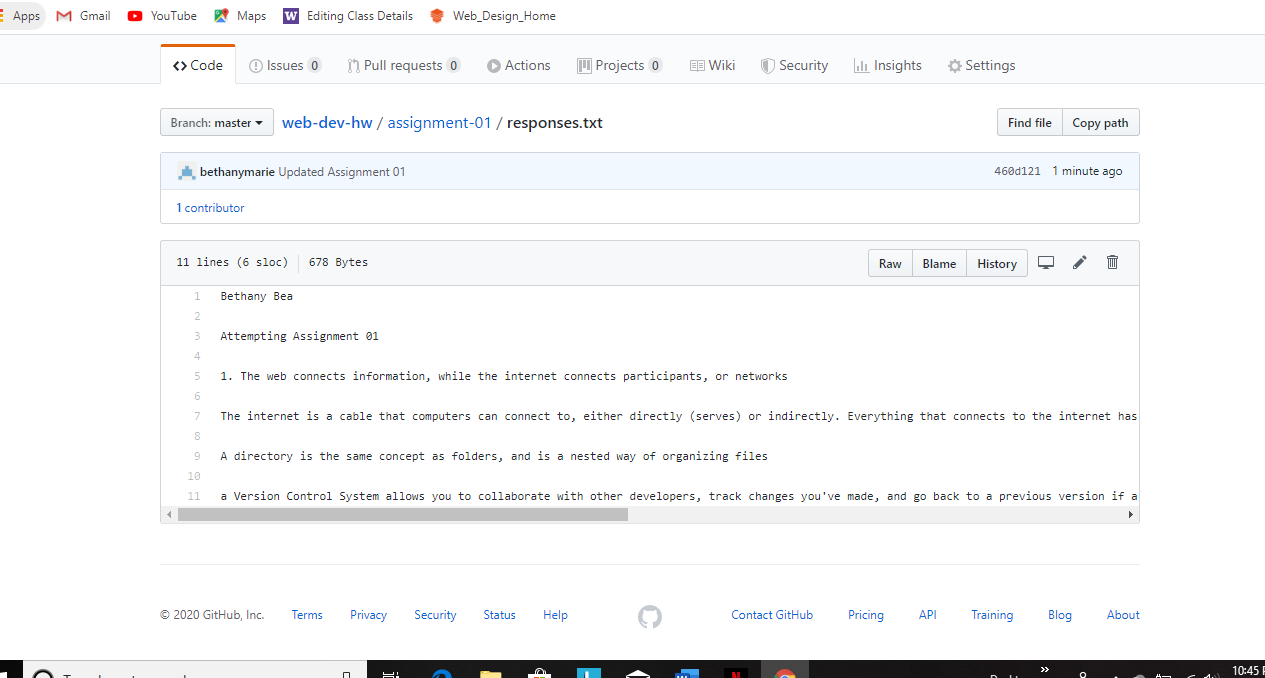 Apps Gmail YouTube Maps Editing Class Details Web_Design_Home
Code Issues 0 Pull requests 0 Actions Projects 0 Wiki Security Insights Settings
Branch: master web-dev-hw / assignment-01 / responses.txt Find file Copy path
bethanymarie Updated Assignment 01 460d121 1 minute ago
1 contributor
11 lines (6 sloc) 678 Bytes Raw Blame History
1 Bethany Bea
2
3 Attempting Assignment 01
4
5 1. The web connects information, while the internet connects participants, or networks
6
7 The internet is a cable that computers can connect to, either directly (serves) or indirectly. Everything that connects to the internet has
8
9 A directory is the same concept as folders, and is a nested way of organizing files
10
11 a Version Control System allows you to collaborate with other developers, track changes you've made, and go back to a previous version if a
© 2020 GitHub, Inc. Terms Privacy Security Status Help Contact GitHub Pricing API Training Blog About
10:45